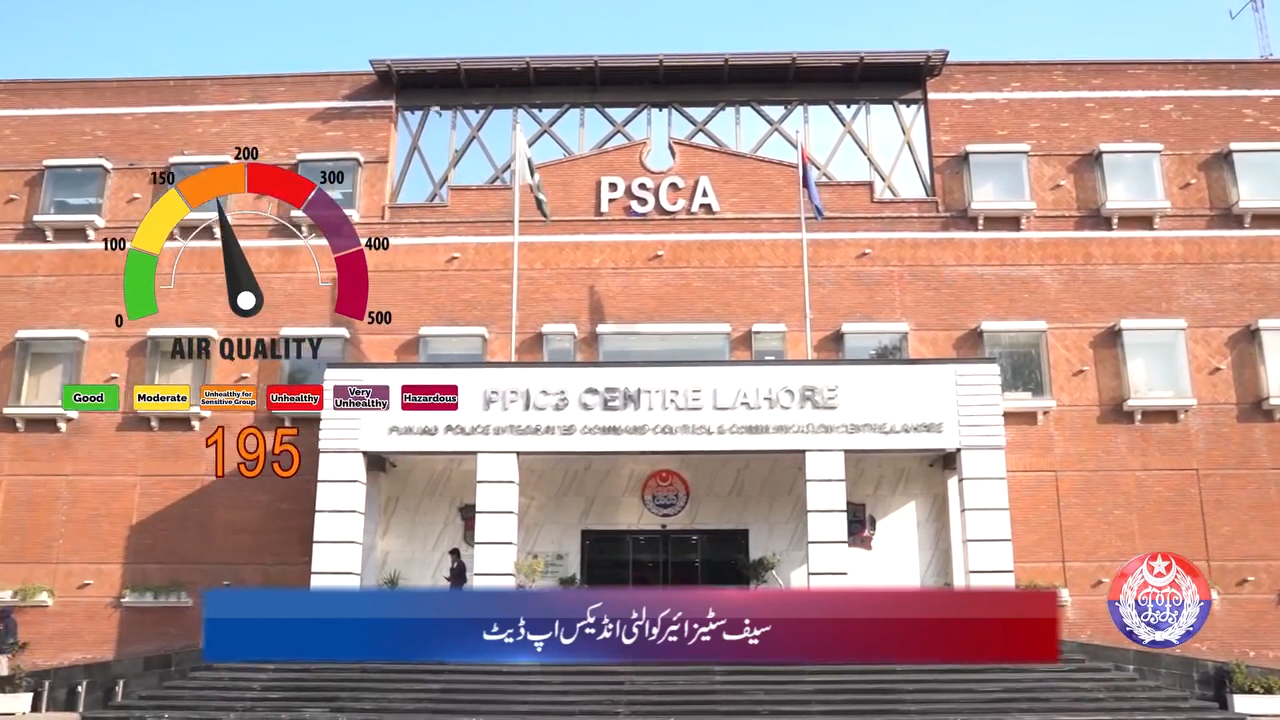 PSCA
200
150
300
100
400
0
500
AIR QUALITY
Good
Moderate
Unhealthy for
Sensitive Group
Unhealthy
Very
Unhealthy
Hazardous
195
PPIC3 CENTRE LAHORE
PUNJAB POLICE INTEGRATED COMMAND CONTROL & COMMUNICATION CENTRE, LAHORE
سیف سٹیز ائیر کوالٹی انڈیکس اپ ڈیٹ